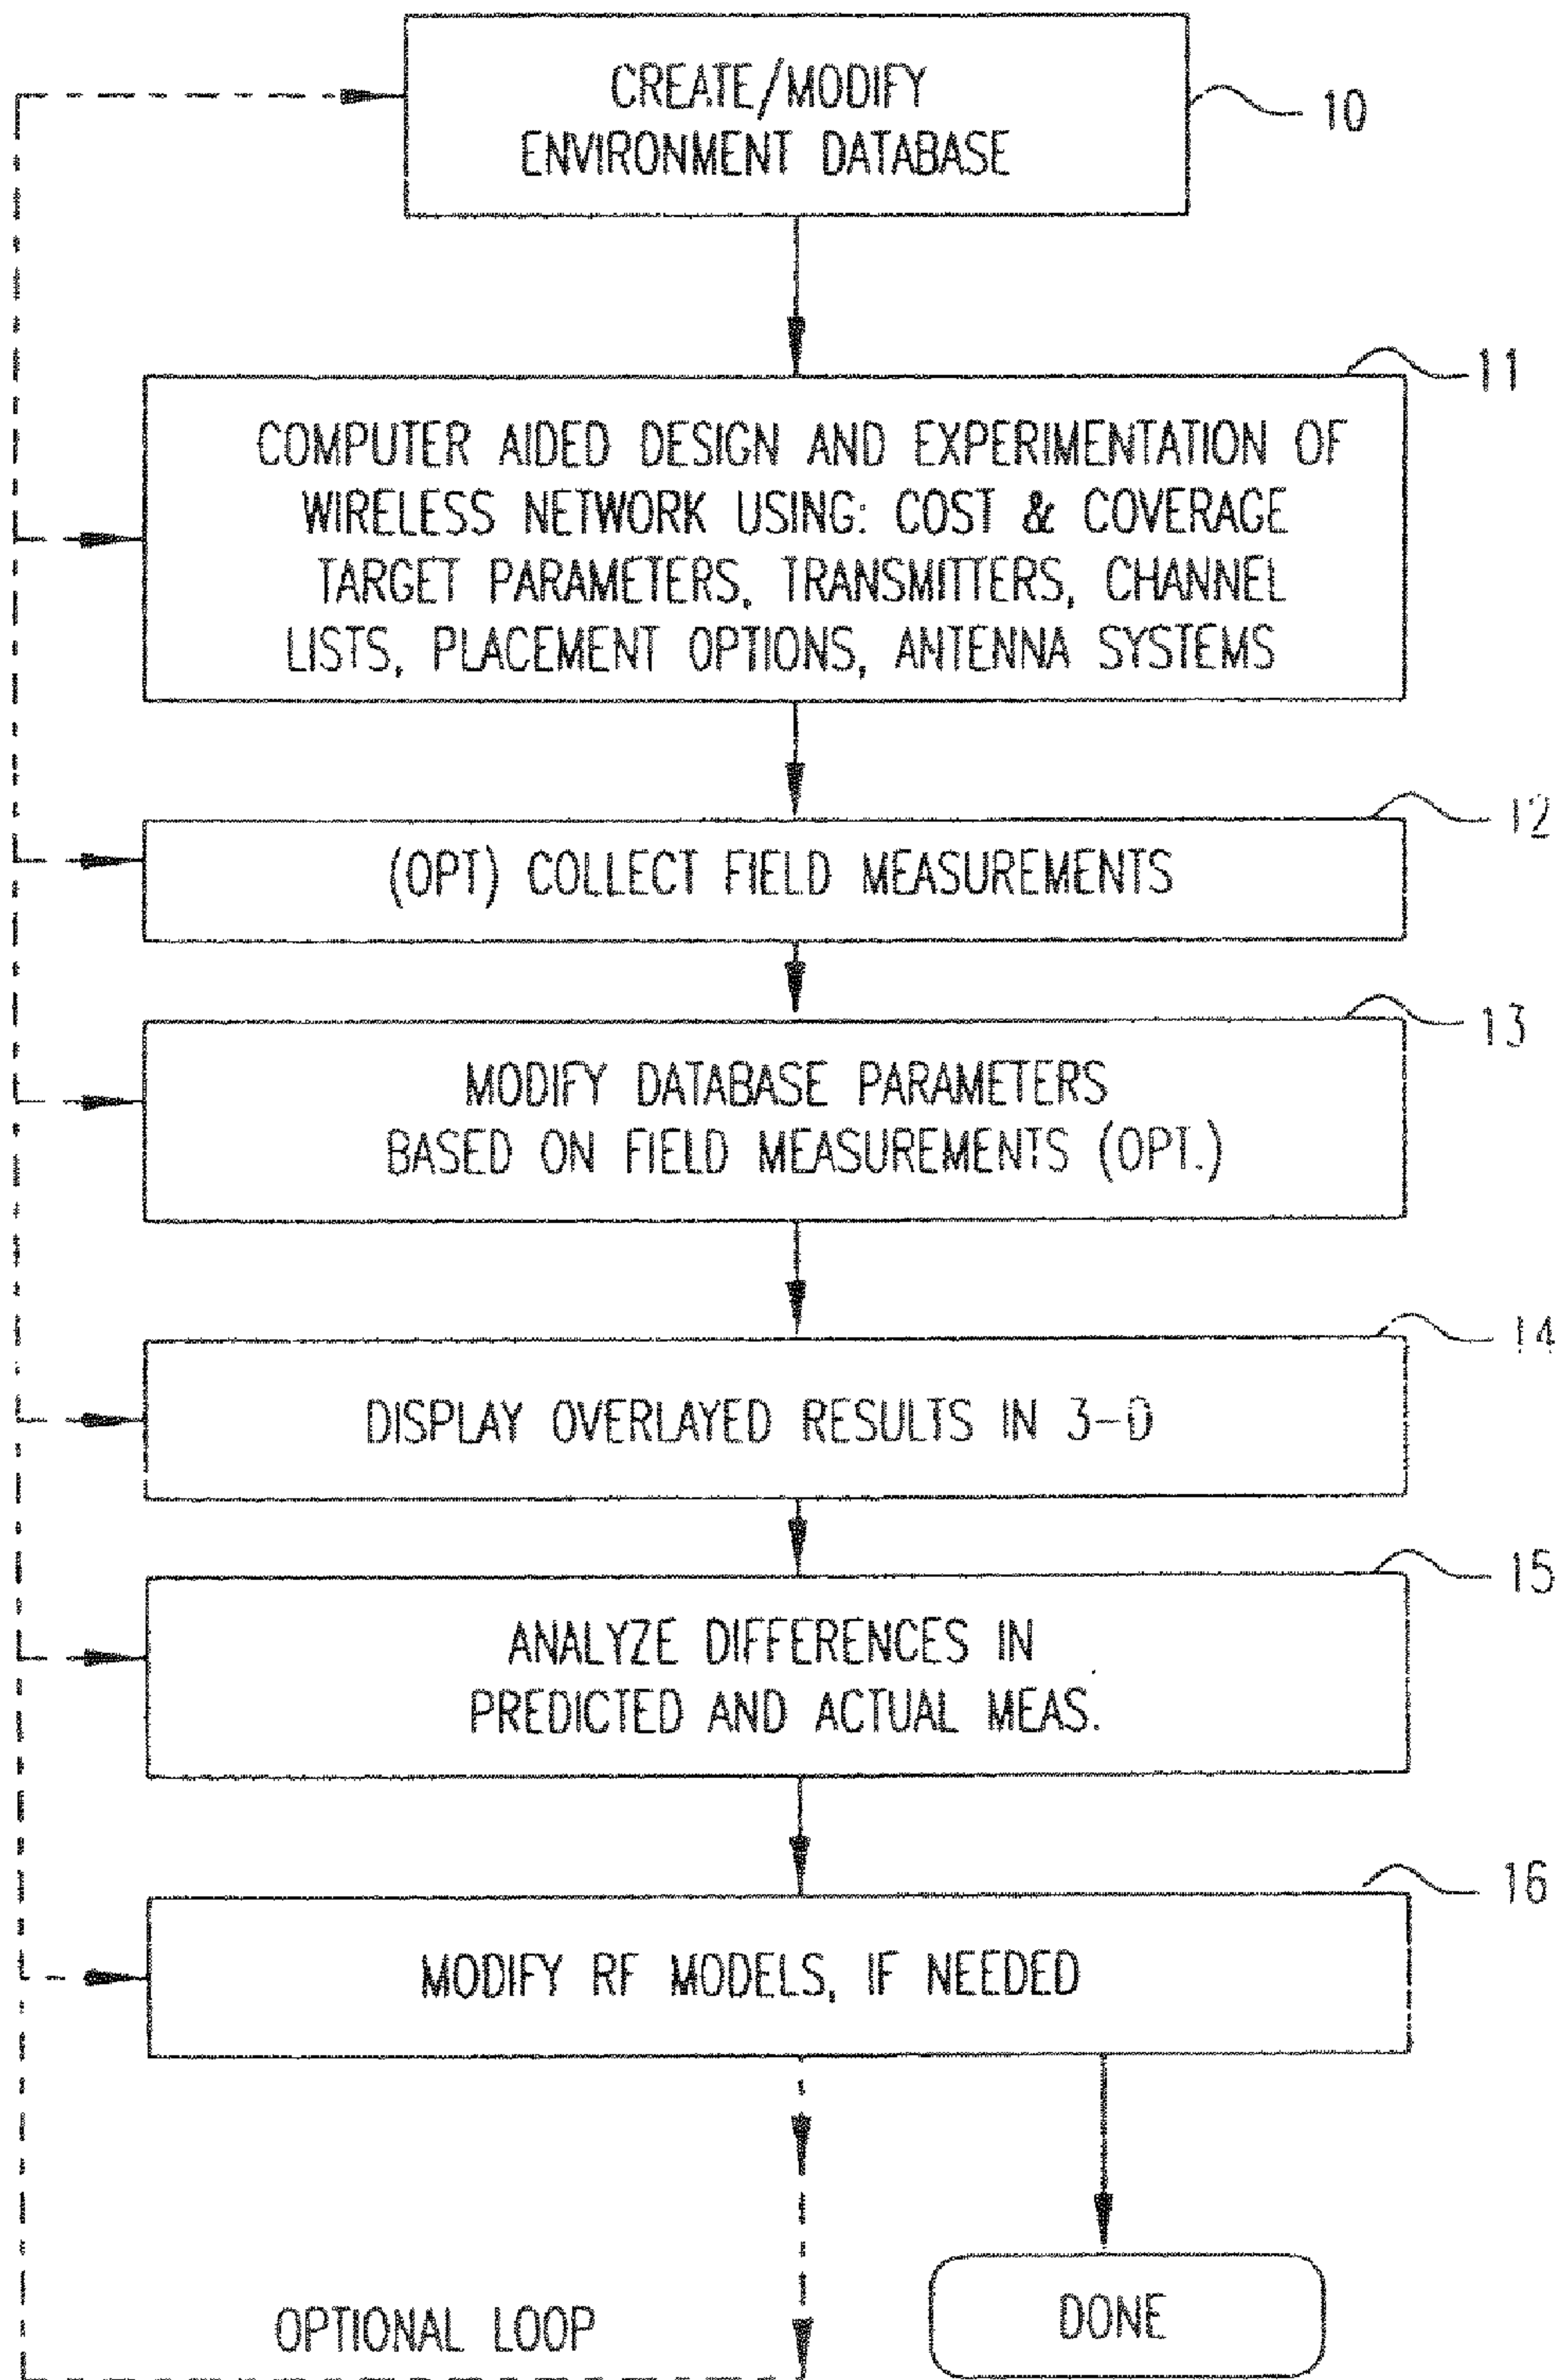 CREATE/MODIFY
ENVIRONMENT DATABASE
10
11
COMPUTER AIDED DESIGN AND EXPERIMENTATION OF
WIRELESS NETWORK USING: COST & COVERAGE
TARGET PARAMETERS, TRANSMITTERS, CHANNEL
LISTS, PLACEMENT OPTIONS, ANTENNA SYSTEMS
12
(OPT) COLLECT FIELD MEASUREMENTS
13
MODIFY DATABASE PARAMETERS
BASED ON FIELD MEASUREMENTS (OPT.)
14
DISPLAY OVERLAYED RESULTS IN 3-D
15
ANALYZE DIFFERENCES IN
PREDICTED AND ACTUAL MEAS.
16
MODIFY RF MODELS, IF NEEDED
OPTIONAL LOOP
DONE